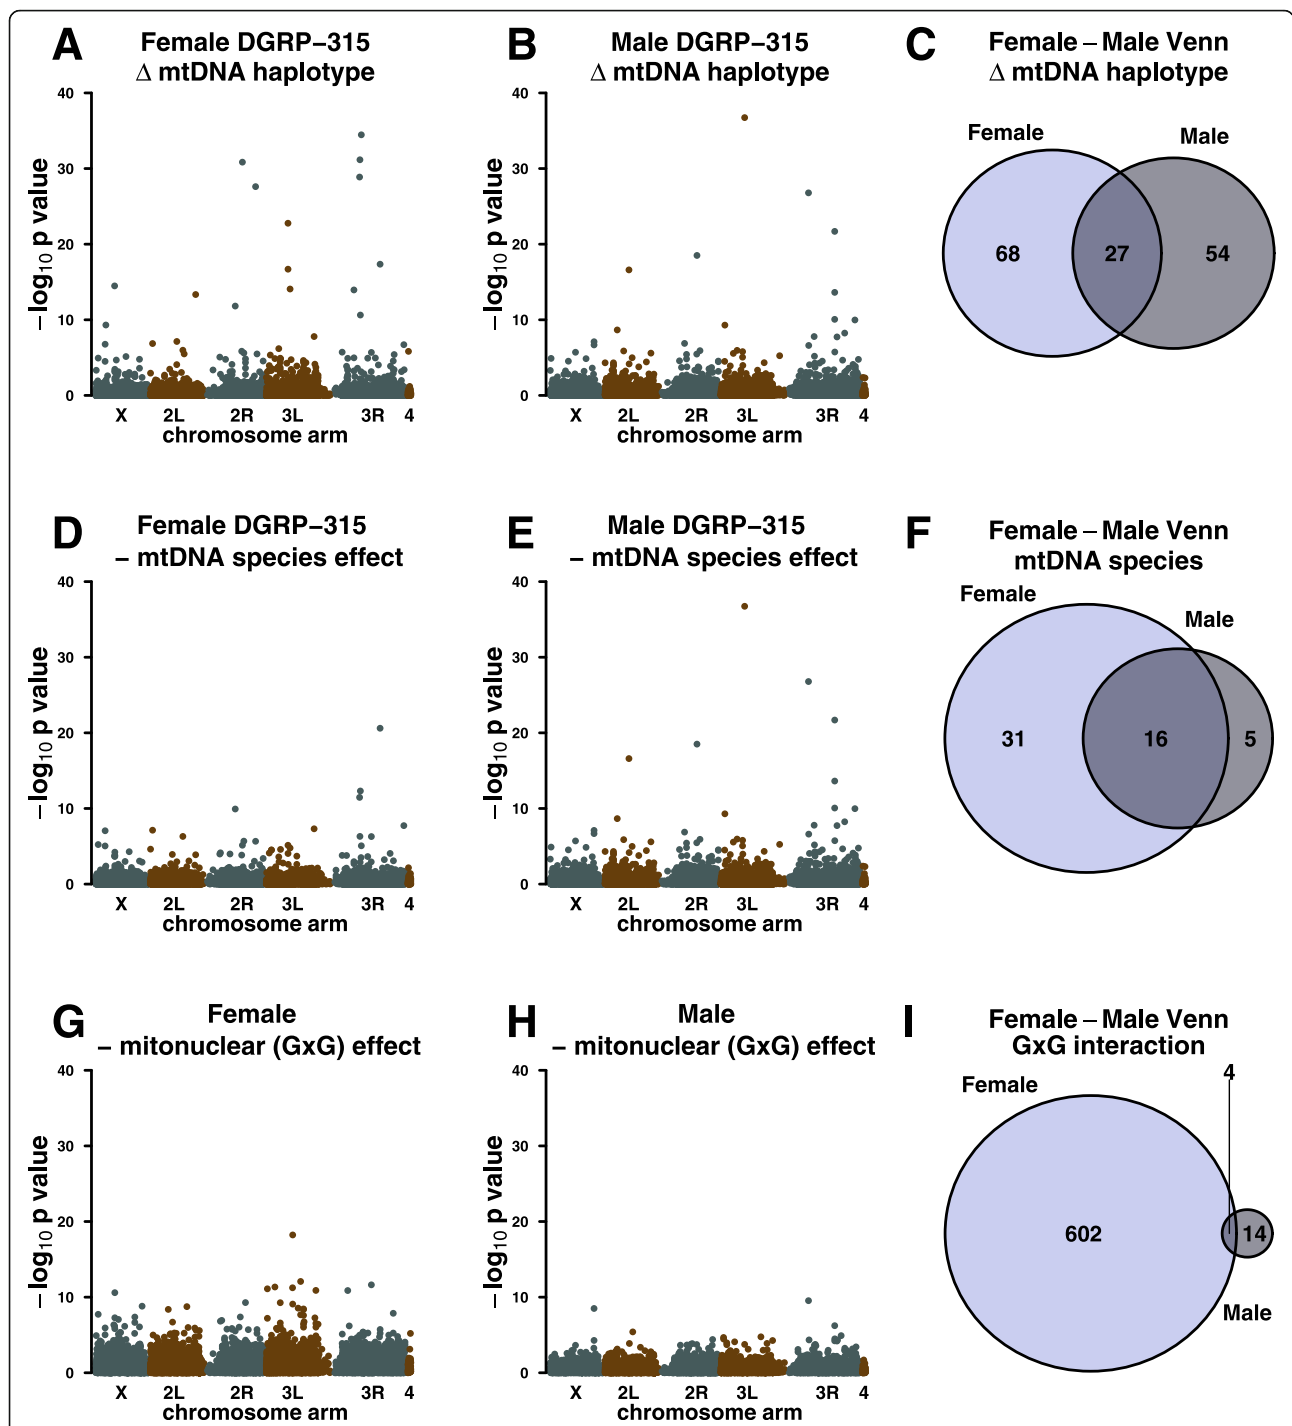 A
Female DGRP–315
Δ mtDNA haplotype
40
30
20
10
0
–log10 p value
X 2L 2R 3L 3R 4
chromosome arm
B
Male DGRP–315
Δ mtDNA haplotype
40
30
20
10
0
–log10 p value
X 2L 2R 3L 3R 4
chromosome arm
C
Female – Male Venn
Δ mtDNA haplotype
Female
Male
68 27 54
D
Female DGRP–315
– mtDNA species effect
40
30
20
10
0
–log10 p value
X 2L 2R 3L 3R 4
chromosome arm
E
Male DGRP–315
– mtDNA species effect
40
30
20
10
0
–log10 p value
X 2L 2R 3L 3R 4
chromosome arm
F
Female – Male Venn
mtDNA species
Female
Male
31 16 5
G
Female
– mitonuclear (GxG) effect
40
30
20
10
0
–log10 p value
X 2L 2R 3L 3R 4
chromosome arm
H
Male
– mitonuclear (GxG) effect
40
30
20
10
0
–log10 p value
X 2L 2R 3L 3R 4
chromosome arm
I
Female – Male Venn
GxG interaction
4
Female
602 14
Male